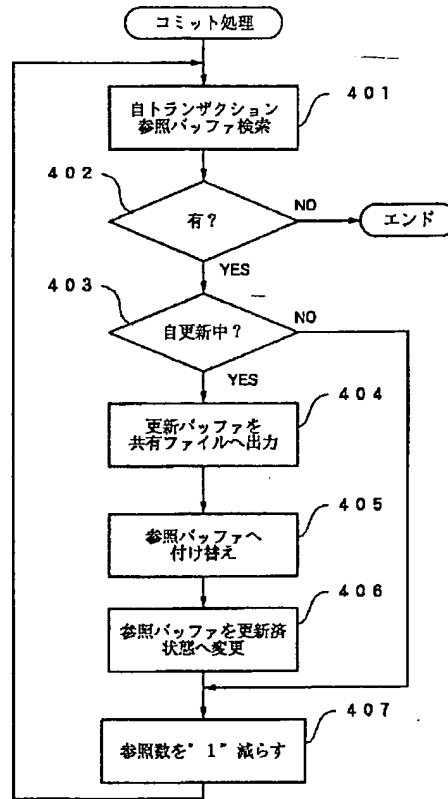 コミット処理
自トランザクション
参照バッファ検索
401
402
有?
NO
エンド
YES
403
自更新中?
NO
YES
更新バッファを
共有ファイルへ出力
404
参照バッファへ
付け替え
405
参照バッファを更新済
状態へ変更
406
参照数を"1"減らす
407